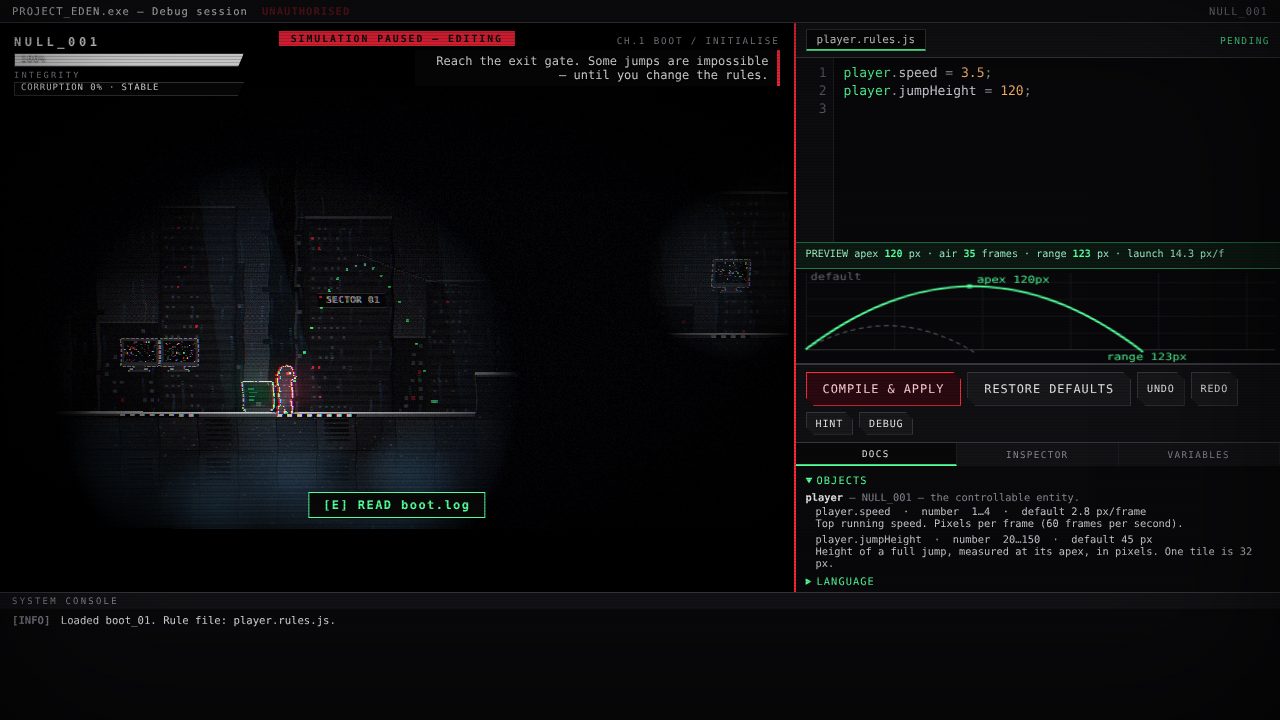 PROJECT_EDEN.exe — Debug session UNAUTHORISED
NULL_001
NULL_001
100%
INTEGRITY
CORRUPTION 0% · STABLE
SIMULATION PAUSED — EDITING
CH.1 BOOT / INITIALISE
Reach the exit gate. Some jumps are impossible
— until you change the rules.
SECTOR 01
[E] READ boot.log
player.rules.js
PENDING
1 player.speed = 3.5;
2 player.jumpHeight = 120;
3
PREVIEW apex 120 px · air 35 frames · range 123 px · launch 14.3 px/f
default
apex 120px
range 123px
COMPILE & APPLY
RESTORE DEFAULTS
UNDO
REDO
HINT
DEBUG
DOCS
INSPECTOR
VARIABLES
▼ OBJECTS
player — NULL_001 — the controllable entity.
player.speed · number 1…4 · default 2.8 px/frame
Top running speed. Pixels per frame (60 frames per second).
player.jumpHeight · number 20…150 · default 45 px
Height of a full jump, measured at its apex, in pixels. One tile is 32
px.
▶ LANGUAGE
SYSTEM CONSOLE
[INFO] Loaded boot_01. Rule file: player.rules.js.